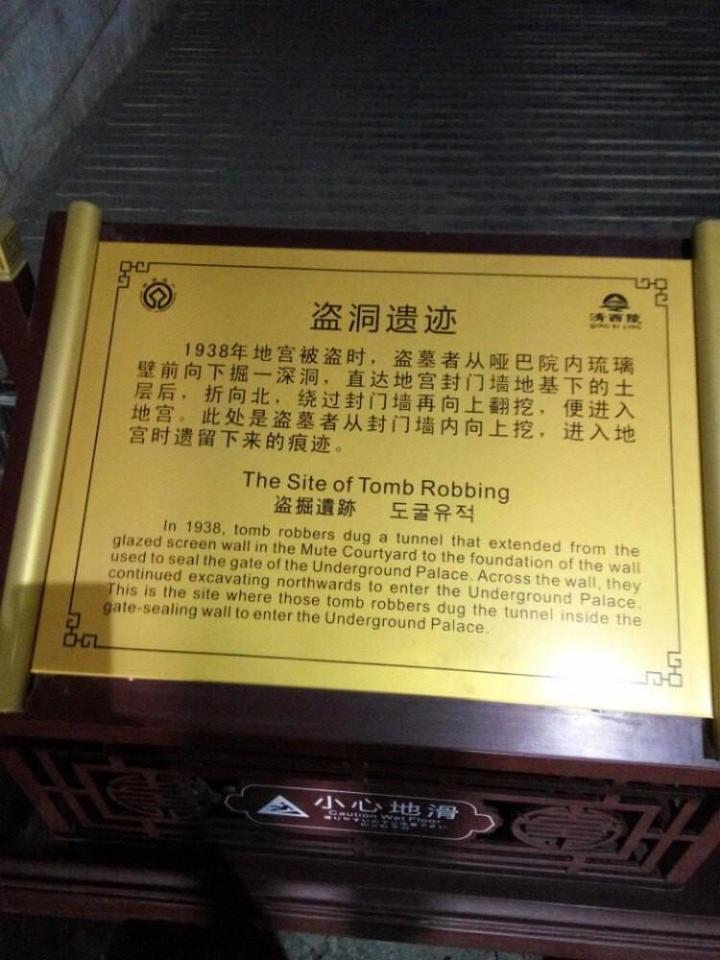 清西陵
QING XI LING
盗洞遗迹
1938年地宫被盗时，盗墓者从哑巴院内琉璃
壁前向下掘一深洞，直达地宫封门墙地基下的土
层后，折向北，绕过封门墙再向上翻挖，便进入
地宫。此处是盗墓者从封门墙内向上挖，进入地
宫时遗留下来的痕迹。
The Site of Tomb Robbing
盗掘遺跡 도굴유적
In 1938, tomb robbers dug a tunnel that extended from the
glazed screen wall in the Mute Courtyard to the foundation of the wall
used to seal the gate of the Underground Palace. Across the wall, they
continued excavating northwards to enter the Underground Palace.
This is the site where those tomb robbers dug the tunnel inside the
gate-sealing wall to enter the Underground Palace.
小心地滑
Caution Wet Floor